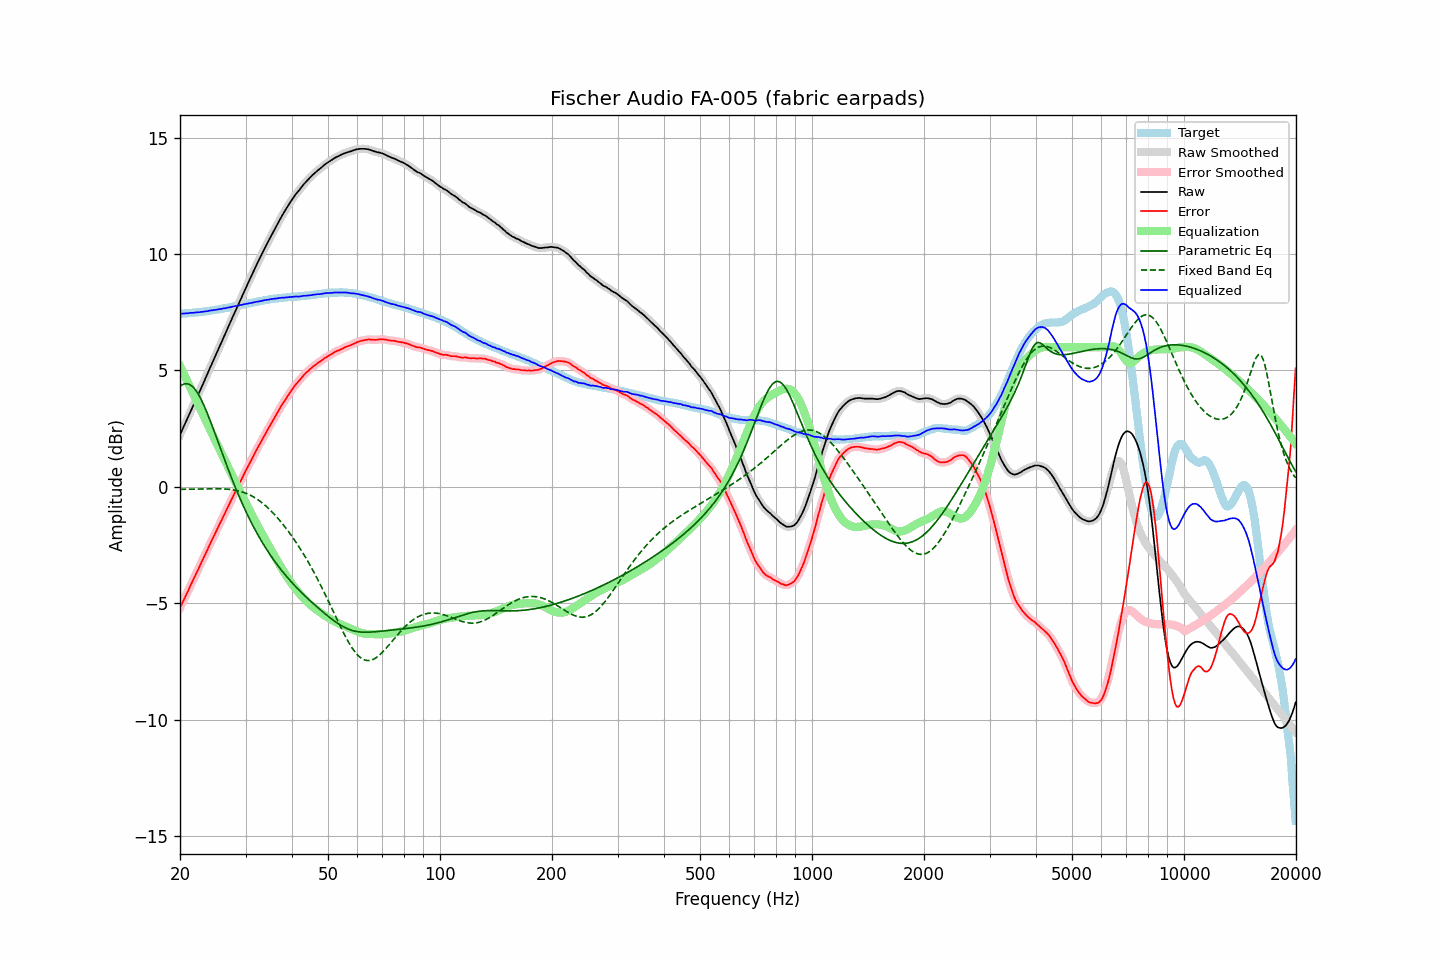 Fischer Audio FA-005 (fabric earpads)
Target
Raw Smoothed
Error Smoothed
Raw
Error
Equalization
Parametric Eq
Fixed Band Eq
Equalized
Amplitude (dBr)
15
10
5
0
−5
−10
−15
20
50
100
200
500
1000
2000
5000
10000
20000
Frequency (Hz)